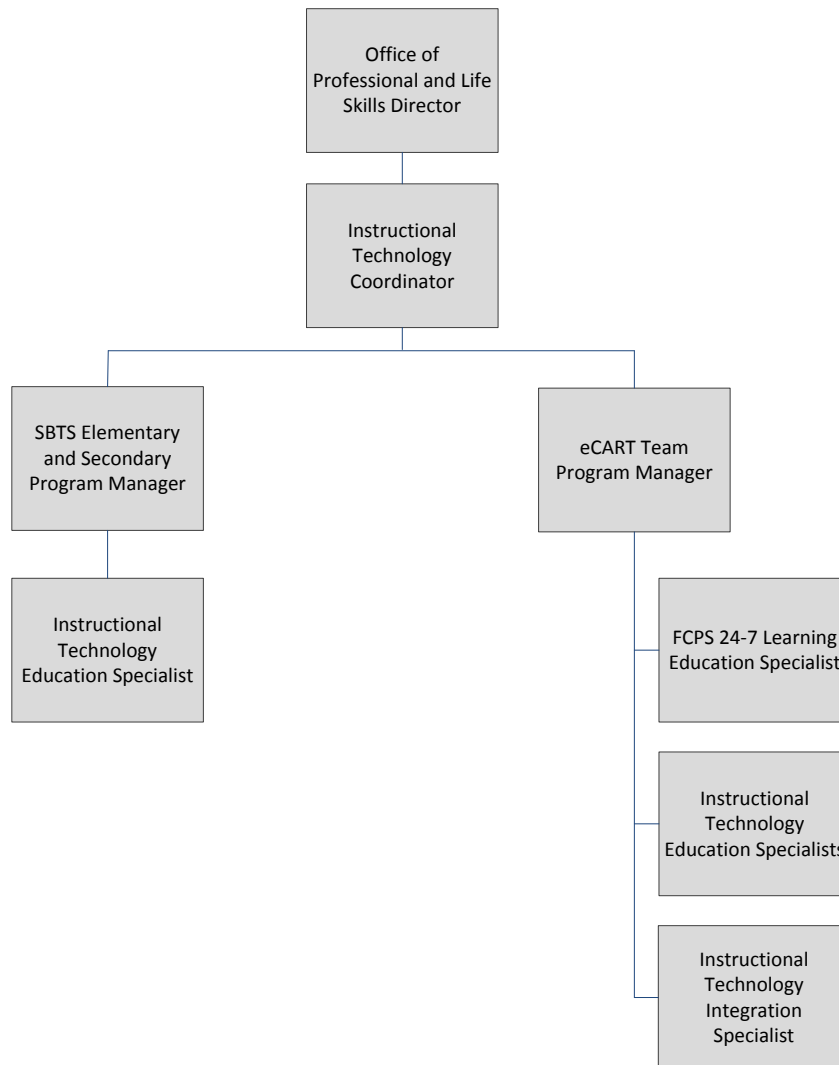 Office of
Professional and Life
Skills Director
Instructional
Technology
Coordinator
SBTS Elementary
and Secondary
Program Manager
eCART Team
Program Manager
Instructional
Technology
Education Specialist
FCPS 24-7 Learning
Education Specialist
Instructional
Technology
Education Specialists
Instructional
Technology
Integration
Specialist